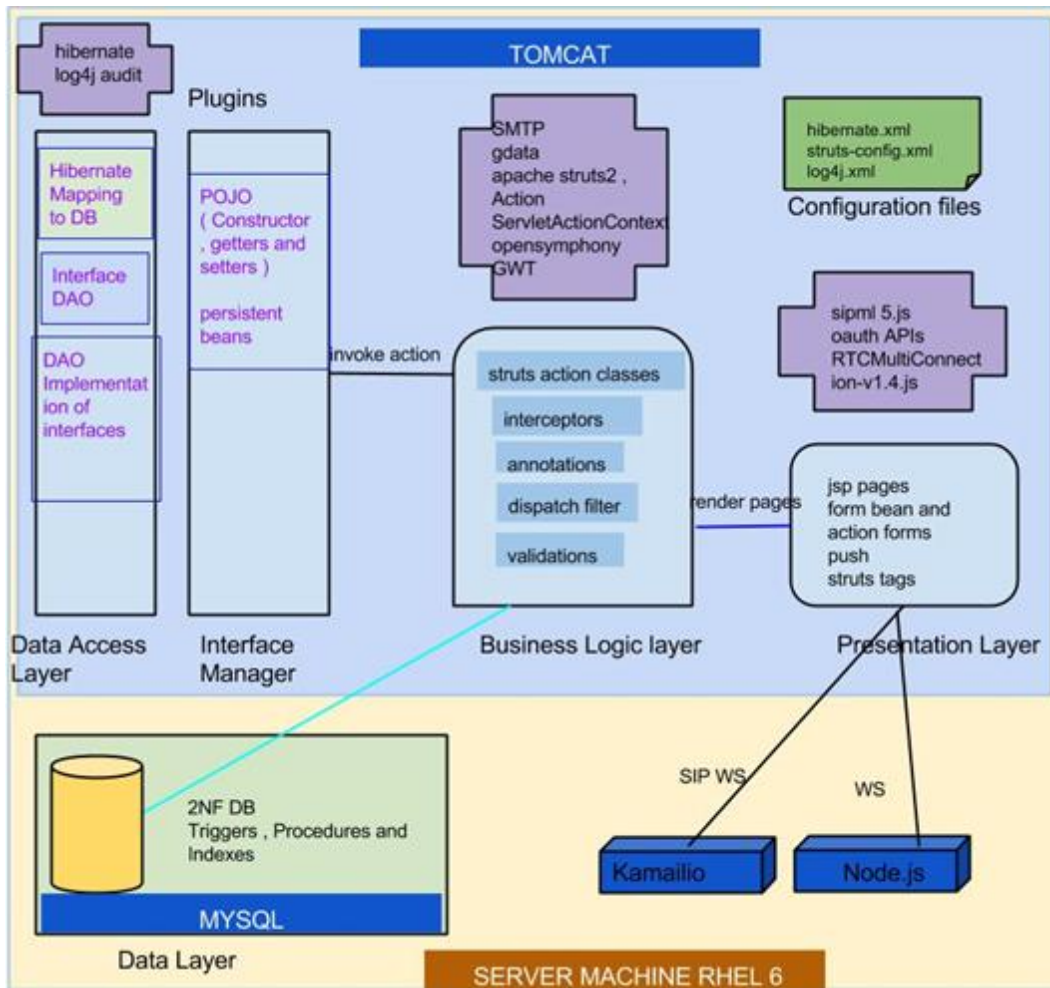 hibernate
log4j audit
TOMCAT
Plugins
SMTP
gdata
apache struts2 ,
Action
ServletActionContext
opensymphony
GWT
hibernate.xml
struts-config.xml
log4j.xml
Configuration files
Hibernate
Mapping
to DB
Interface
DAO
DAO
Implementat
ion of
interfaces
POJO
( Constructor
, getters and
setters )
persistent
beans
invoke action
sipml 5.js
oauth APIs
RTCMultiConnect
ion-v1.4.js
struts action classes
interceptors
annotations
dispatch filter
validations
render pages
jsp pages
form bean and
action forms
push
struts tags
Data Access
Layer
Interface
Manager
Business Logic layer
Presentation Layer
2NF DB
Triggers , Procedures and
Indexes
MYSQL
Data Layer
SIP WS
WS
Kamailio
Node.js
SERVER MACHINE RHEL 6